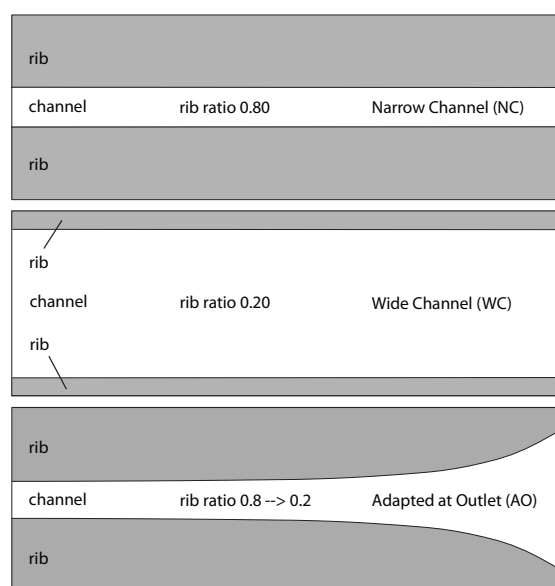 rib
channel rib ratio 0.80 Narrow Channel (NC)
rib
rib
channel rib ratio 0.20 Wide Channel (WC)
rib
rib
channel rib ratio 0.8 --> 0.2 Adapted at Outlet (AO)
rib